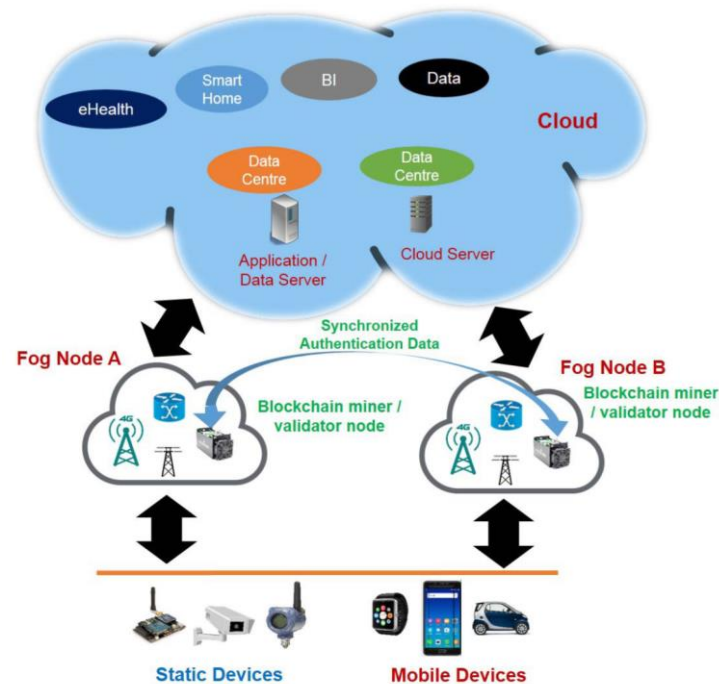 Smart
Home
BI
Data
eHealth
Cloud
Data
Centre
Data
Centre
Application /
Data Server
Cloud Server
Synchronized
Authentication Data
Fog Node A
Fog Node B
Blockchain miner /
validator node
Blockchain miner
/ validator node
4G
4G
Static Devices
Mobile Devices